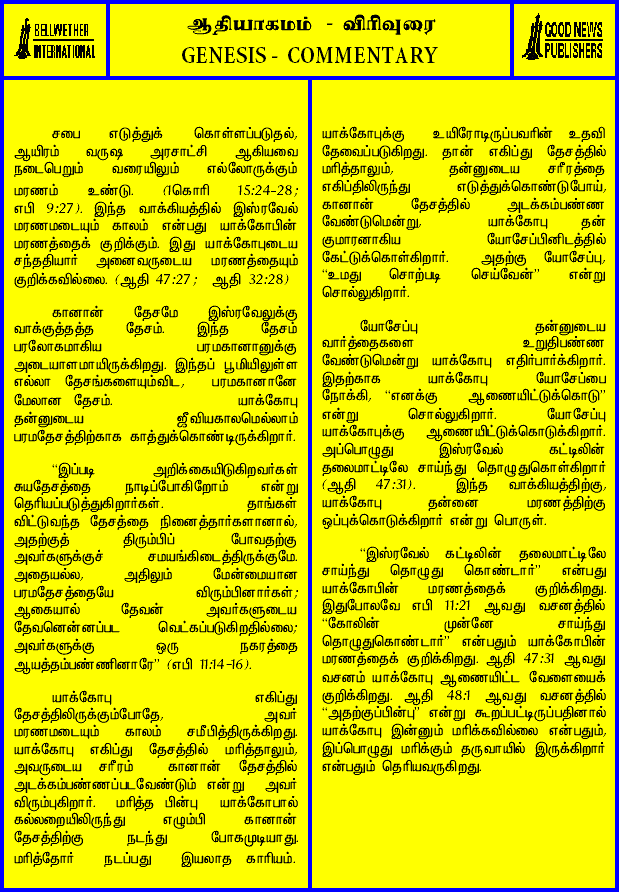 BELLWETHER
INTERNATIONAL
ஆதியாகமம் - விரிவுரை
GENESIS - COMMENTARY
GOOD NEWS
PUBLISHERS
சபை எடுத்துக் கொள்ளப்படுதல்,
ஆயிரம் வருஷ அரசாட்சி ஆகியவை
நடைபெறும் வரையிலும் எல்லோருக்கும்
மரணம் உண்டு. (1கொரி 15:24-28;
எபி 9:27). இந்த வாக்கியத்தில் இஸ்ரவேல்
மரணமடையும் காலம் என்பது யாக்கோபின்
மரணத்தைக் குறிக்கும். இது யாக்கோபுடைய
சந்ததியார் அனைவருடைய மரணத்தையும்
குறிக்கவில்லை. (ஆதி 47:27; ஆதி 32:28)
கானான் தேசமே இஸ்ரவேலுக்கு
வாக்குத்தத்த தேசம். இந்த தேசம்
பரலோகமாகிய பரமகானானுக்கு
அடையாளமாயிருக்கிறது. இந்தப் பூமியிலுள்ள
எல்லா தேசங்களையும்விட, பரமகானானே
மேலான தேசம். யாக்கோபு
தன்னுடைய ஜீவியகாலமெல்லாம்
பரமதேசத்திற்காக காத்துக்கொண்டிருக்கிறார்.
"இப்படி அறிக்கையிடுகிறவர்கள்
சுயதேசத்தை நாடிப்போகிறோம் என்று
தெரியப்படுத்துகிறார்கள். தாங்கள்
விட்டுவந்த தேசத்தை நினைத்தார்களானால்,
அதற்குத் திரும்பிப் போவதற்கு
அவர்களுக்குச் சமயங்கிடைத்திருக்குமே.
அதையல்ல, அதிலும் மேன்மையான
பரமதேசத்தையே விரும்பினார்கள்;
ஆகையால் தேவன் அவர்களுடைய
தேவனென்னப்பட வெட்கப்படுகிறதில்லை;
அவர்களுக்கு ஒரு நகரத்தை
ஆயத்தம்பண்ணினாரே" (எபி 11:14-16).
யாக்கோபு எகிப்து
தேசத்திலிருக்கும்போதே, அவர்
மரணமடையும் காலம் சமீபித்திருக்கிறது.
யாக்கோபு எகிப்து தேசத்தில் மரித்தாலும்,
அவருடைய சரீரம் கானான் தேசத்தில்
அடக்கம்பண்ணப்படவேண்டும் என்று அவர்
விரும்புகிறார். மரித்த பின்பு யாக்கோபால்
கல்லறையிலிருந்து எழும்பி கானான்
தேசத்திற்கு நடந்து போகமுடியாது.
மரித்தோர் நடப்பது இயலாத காரியம்.
யாக்கோபுக்கு உயிரோடிருப்பவரின் உதவி
தேவைப்படுகிறது. தான் எகிப்து தேசத்தில்
மரித்தாலும், தன்னுடைய சரீரத்தை
எகிப்திலிருந்து எடுத்துக்கொண்டுபோய்,
கானான் தேசத்தில் அடக்கம்பண்ண
வேண்டுமென்று, யாக்கோபு தன்
குமாரனாகிய யோசேப்பினிடத்தில்
கேட்டுக்கொள்கிறார். அதற்கு யோசேப்பு,
"உமது சொற்படி செய்வேன்" என்று
சொல்லுகிறார்.
யோசேப்பு தன்னுடைய
வார்த்தைகளை உறுதிபண்ண
வேண்டுமென்று யாக்கோபு எதிர்பார்க்கிறார்.
இதற்காக யாக்கோபு யோசேப்பை
நோக்கி, "எனக்கு ஆணையிட்டுக்கொடு"
என்று சொல்லுகிறார். யோசேப்பு
யாக்கோபுக்கு ஆணையிட்டுக்கொடுக்கிறார்.
அப்பொழுது இஸ்ரவேல் கட்டிலின்
தலைமாட்டிலே சாய்ந்து தொழுதுகொள்கிறார்
(ஆதி 47:31). இந்த வாக்கியத்திற்கு,
யாக்கோபு தன்னை மரணத்திற்கு
ஒப்புக்கொடுக்கிறார் என்று பொருள்.
"இஸ்ரவேல் கட்டிலின் தலைமாட்டிலே
சாய்ந்து தொழுது கொண்டார்" என்பது
யாக்கோபின் மரணத்தைக் குறிக்கிறது.
இதுபோலவே எபி 11:21 ஆவது வசனத்தில்
"கோலின் முனே சாய்ந்து
தொழுதுகொண்டார்" என்பதும் யாக்கோபின்
மரணத்தைக் குறிக்கிறது. ஆதி 47:31 ஆவது
வசனம் யாக்கோபு ஆணையிட்ட வேளையைக்
குறிக்கிறது. ஆதி 48:1 ஆவது வசனத்தில்
"அதற்குப்பின்பு" என்று கூறப்பட்டிருப்பதினால்
யாக்கோபு இன்னும் மரிக்கவில்லை என்பதும்,
இப்பொழுது மரிக்கும் தருவாயில் இருக்கிறார்
என்பதும் தெரியவருகிறது.